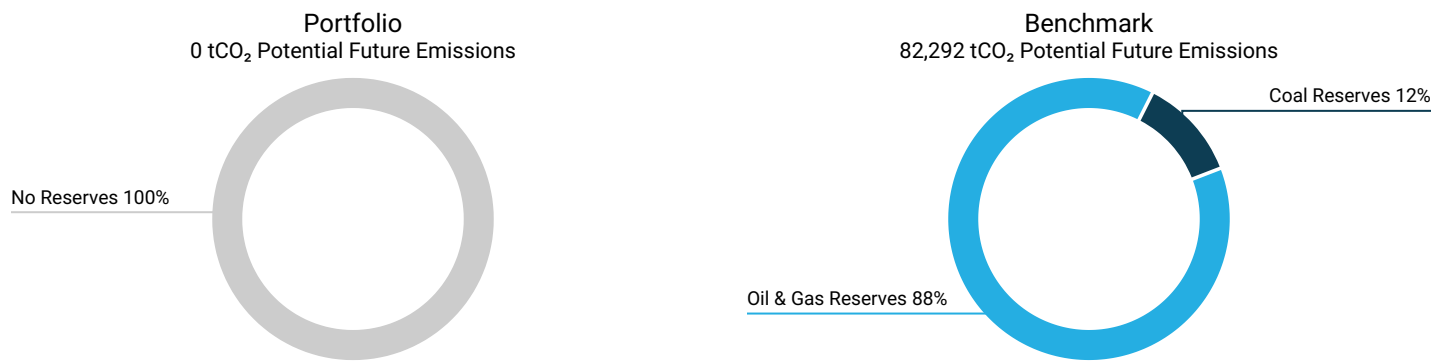 Portfolio
0 tCO₂ Potential Future Emissions
No Reserves 100%
Benchmark
82,292 tCO₂ Potential Future Emissions
Coal Reserves 12%
Oil & Gas Reserves 88%